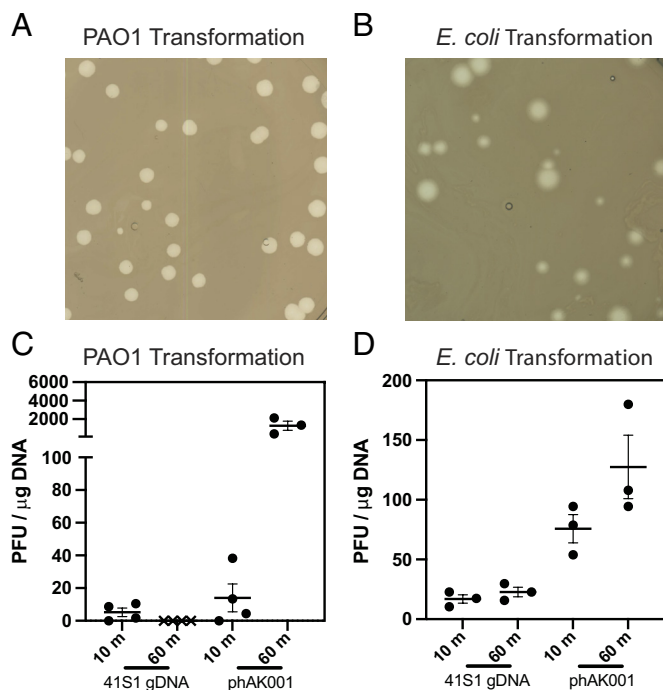 A
PAO1 Transformation
B
E. coli Transformation
C
PAO1 Transformation
PFU / μg DNA
6000
4000
2000
100
80
60
40
20
0
10 m
60 m
10 m
60 m
41S1 gDNA
phAK001
D
E. coli Transformation
PFU / μg DNA
200
150
100
50
0
10 m
60 m
10 m
60 m
41S1 gDNA
phAK001